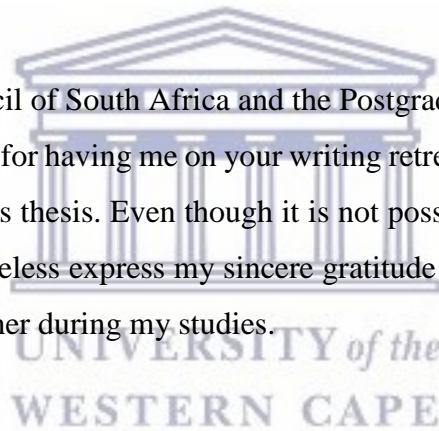 cil of South Africa and the Postgrad
for having me on your writing retre
s thesis. Even though it is not poss
eless express my sincere gratitude
ner during my studies.
UNIVERSITY of the
WESTERN CAPE